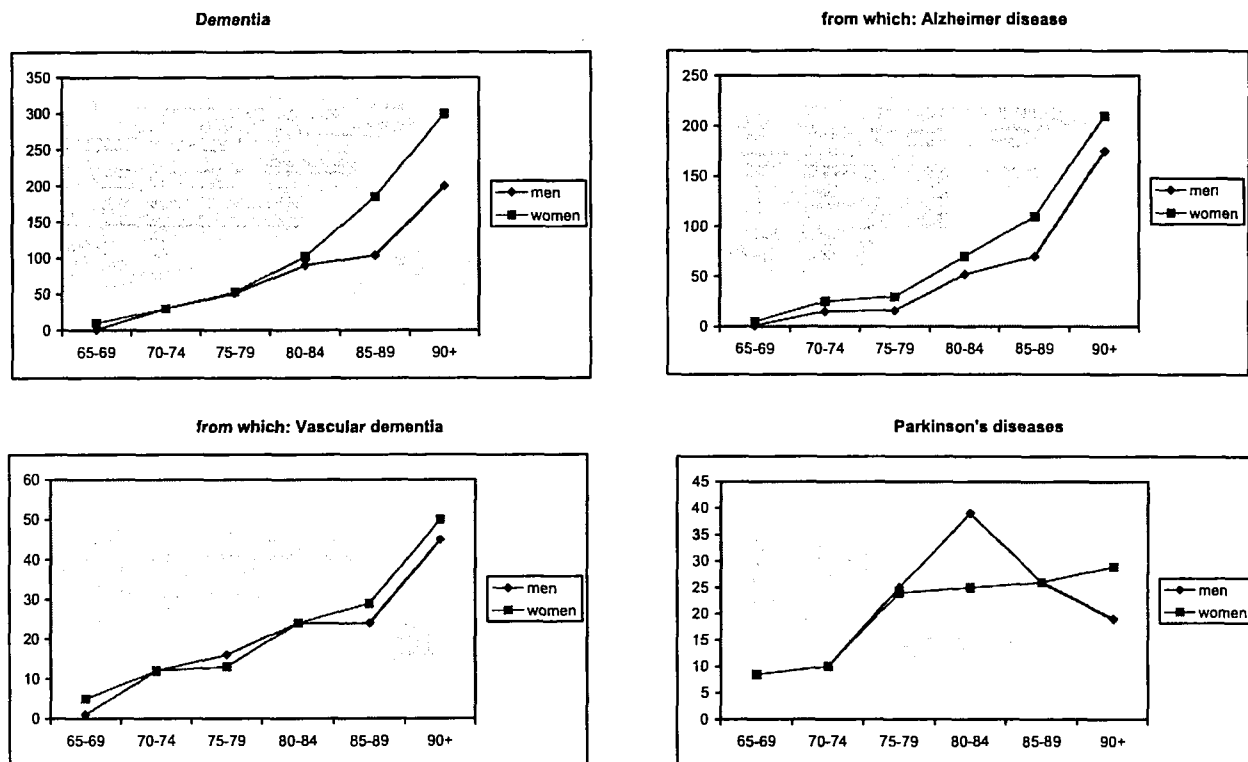 Dementia
350
300
250
200
150
100
50
0
65-69 70-74 75-79 80-84 85-89 90+
men
women
from which: Alzheimer disease
250
200
150
100
50
0
65-69 70-74 75-79 80-84 85-89 90+
men
women
from which: Vascular dementia
60
50
40
30
20
10
0
65-69 70-74 75-79 80-84 85-89 90+
men
women
Parkinson's diseases
45
40
35
30
25
20
15
10
5
0
65-69 70-74 75-79 80-84 85-89 90+
men
women